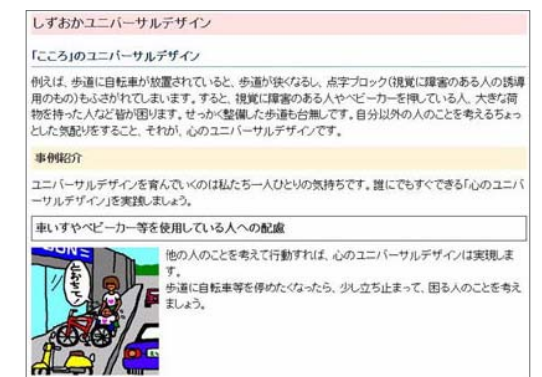 しずおかユニバーサルデザイン
「こころ」のユニバーサルデザイン
例えば、歩道に自転車が放置されていると、歩道が狭くなるし、点字ブロック(視覚に障害のある人の誘導
用のもの)もふさがれてしまいます。すると、視覚に障害のある人やベビーカーを押している人、大きな荷
物を持った人など皆が困ります。せっかく整備した歩道も台無しです。自分以外の人のことを考えるちょっ
とした気配りをすること、それが、心のユニバーサルデザインです。
事例紹介
ユニバーサルデザインを育んでいくのは私たち一人ひとりの気持ちです。誰にでもすぐできる「心のユニバ
ーサルデザイン」を実践しましょう。
車いすやベビーカー等を使用している人への配慮
他の人のことを考えて行動すれば、心のユニバーサルデザインは実現しま
す。
歩道に自転車等を停めたくなったら、少し立ち止まって、困る人のことを考え
ましょう。
とおちて!